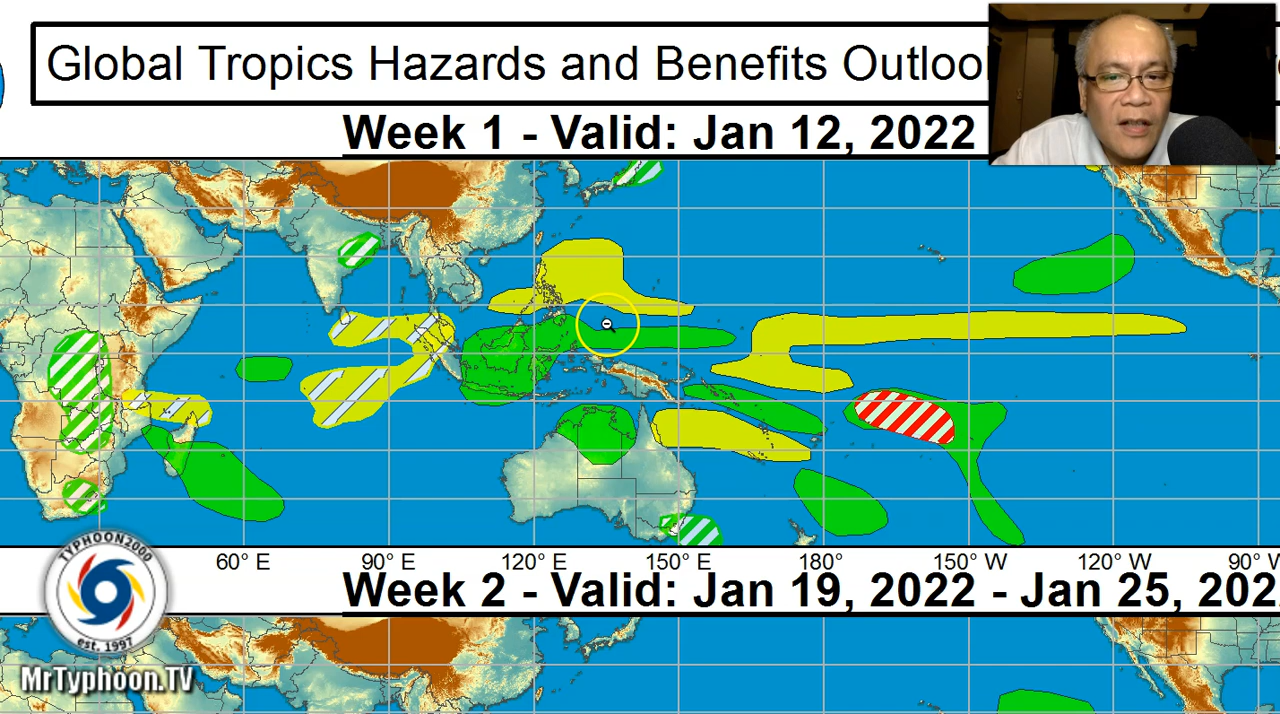 Global Tropics Hazards and Benefits Outloo
Week 1 - Valid: Jan 12, 2022
60° E 90° E 120° E 150° E 180° 150° W 120° W 90° W
Week 2 - Valid: Jan 19, 2022 - Jan 25, 202
TYPHOON2000
est. 1997
MrTyphoon.TV